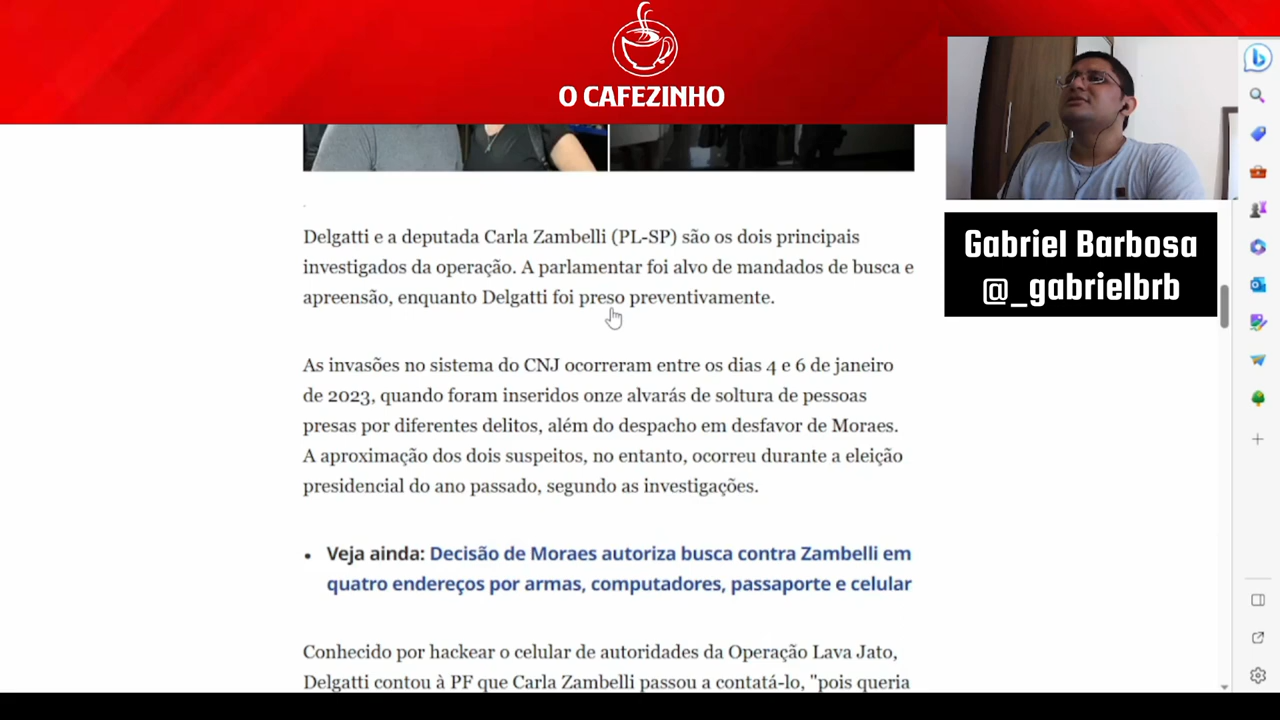 O CAFEZINHO
Gabriel Barbosa
@_gabrielbrb
Delgatti e a deputada Carla Zambelli (PL-SP) são os dois principais
investigados da operação. A parlamentar foi alvo de mandados de busca e
apreensão, enquanto Delgatti foi preso preventivamente.
As invasões no sistema do CNJ ocorreram entre os dias 4 e 6 de janeiro
de 2023, quando foram inseridos onze alvarás de soltura de pessoas
presas por diferentes delitos, além do despacho em desfavor de Moraes.
A aproximação dos dois suspeitos, no entanto, ocorreu durante a eleição
presidencial do ano passado, segundo as investigações.
• Veja ainda: Decisão de Moraes autoriza busca contra Zambelli em
quatro endereços por armas, computadores, passaporte e celular
Conhecido por hackear o celular de autoridades da Operação Lava Jato,
Delgatti contou à PF que Carla Zambelli passou a contatá-lo, "pois queria